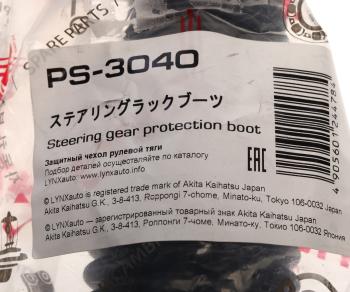 SPARE PARTS
PS-3040
ステアリングラックブーツ
Steering gear protection boot
Защитный чехол рулевой тяги
Подбор деталей осуществляйте по каталогу
LYNXauto: www.lynxauto.info
EAC
4905601244784
© LYNXauto is registered trade mark of Akita Kaihatsu Japan
Akita Kaihatsu G.K., 3-8-413, Roppongi 7-chome, Minato-ku, Tokyo 106-0032 Japan
© LYNXauto — зарегистрированный товарный знак Akita Kaihatsu Japan
Akita Kaihatsu G.K., 3-8-413, Роппонги 7-чоме, Минато-ку, Токио 106-0032 Япония